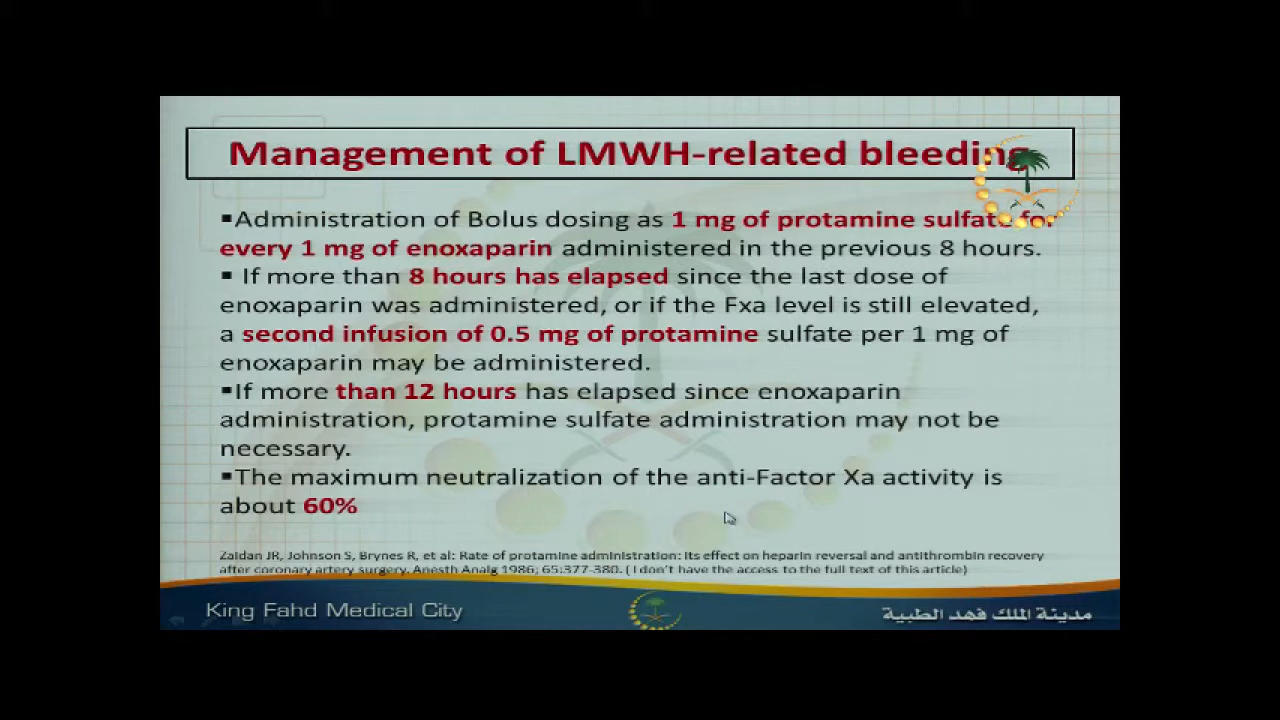 Management of LMWH-related bleeding
▪Administration of Bolus dosing as 1 mg of protamine sulfate for
every 1 mg of enoxaparin administered in the previous 8 hours.
▪ If more than 8 hours has elapsed since the last dose of
enoxaparin was administered, or if the Fxa level is still elevated,
a second infusion of 0.5 mg of protamine sulfate per 1 mg of
enoxaparin may be administered.
▪If more than 12 hours has elapsed since enoxaparin
administration, protamine sulfate administration may not be
necessary.
▪The maximum neutralization of the anti-Factor Xa activity is
about 60%
Zaidan JR, Johnson S, Brynes R, et al: Rate of protamine administration: Its effect on heparin reversal and antithrombin recovery
after coronary artery surgery. Anesth Analg 1986; 65:377-380. ( I don't have the access to the full text of this article)
King Fahd Medical City
مدينة الملك فهد الطبية